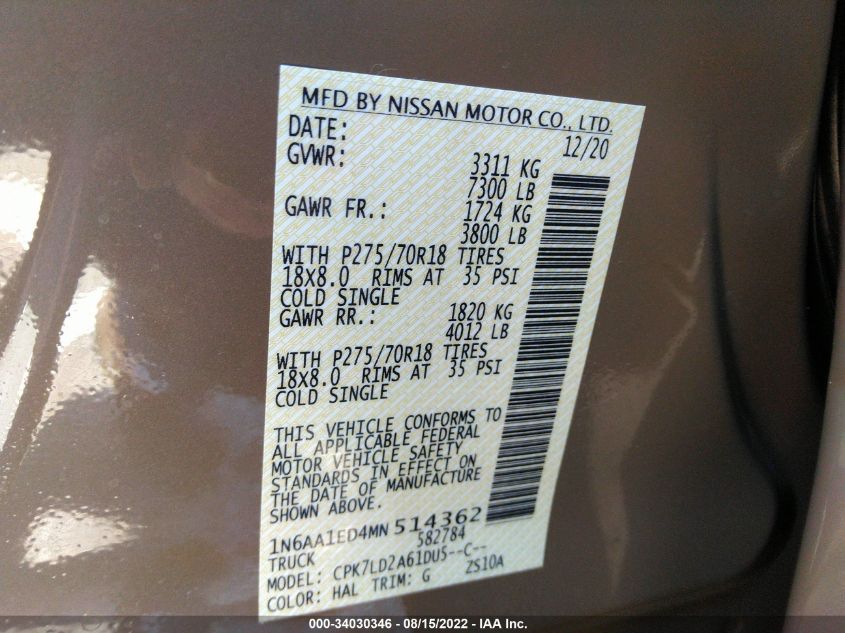 MFD BY NISSAN MOTOR CO., LTD.
DATE: 12/20
GVWR: 3311 KG
7300 LB
GAWR FR.: 1724 KG
3800 LB
WITH P275/70R18 TIRES
18X8.0 RIMS AT 35 PSI
COLD SINGLE
GAWR RR.: 1820 KG
4012 LB
WITH P275/70R18 TIRES
18X8.0 RIMS AT 35 PSI
COLD SINGLE
THIS VEHICLE CONFORMS TO
ALL APPLICABLE FEDERAL
MOTOR VEHICLE SAFETY
STANDARDS IN EFFECT ON
THE DATE OF MANUFACTURE
SHOWN ABOVE.
1N6AA1ED4MN514362
TRUCK 582784
MODEL: CPK7LD2A61DU5--C--
COLOR: HAL TRIM: G ZS10A
000-34030346 - 08/15/2022 - IAA Inc.